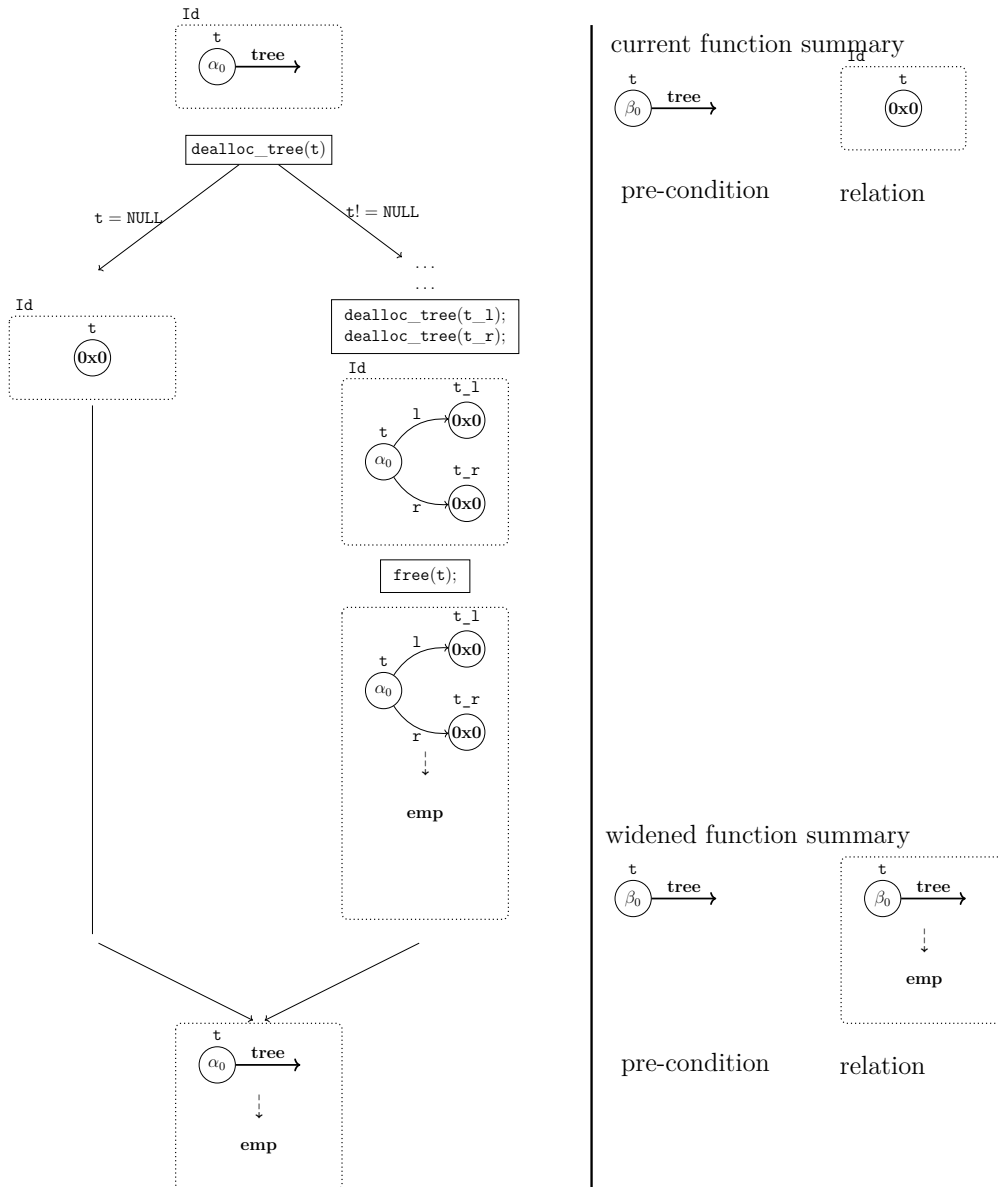 Id
t
α₀ tree
dealloc_tree(t)
t = NULL
t! = NULL
...
...
Id
t
0x0
dealloc_tree(t_l);
dealloc_tree(t_r);
Id
t_l
l
0x0
t
α₀
t_r
0x0
r
free(t);
t_l
l
0x0
t
α₀
t_r
0x0
r
emp
t
α₀ tree
emp
current function summary
t
β₀ tree
Id
t
0x0
pre-condition
relation
widened function summary
t
β₀ tree
t
β₀ tree
emp
pre-condition
relation